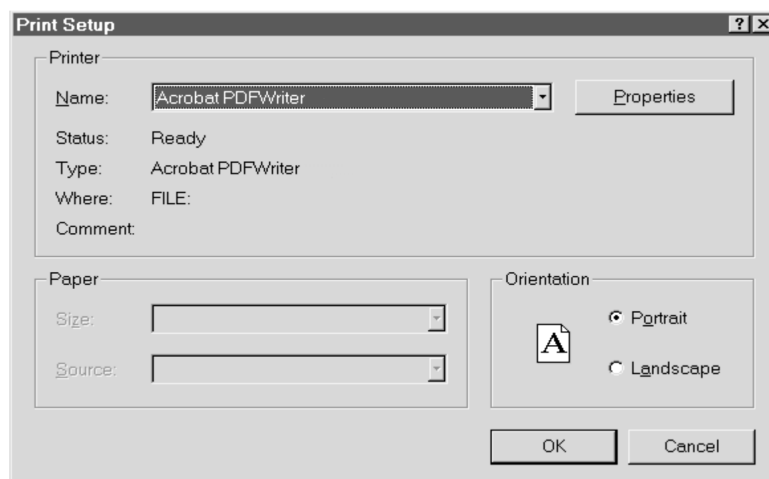 Print Setup
Printer
Name: Acrobat PDFWriter Properties
Status: Ready
Type: Acrobat PDFWriter
Where: FILE:
Comment:
Paper
Size:
Source:
Orientation
A
Portrait
Landscape
OK Cancel